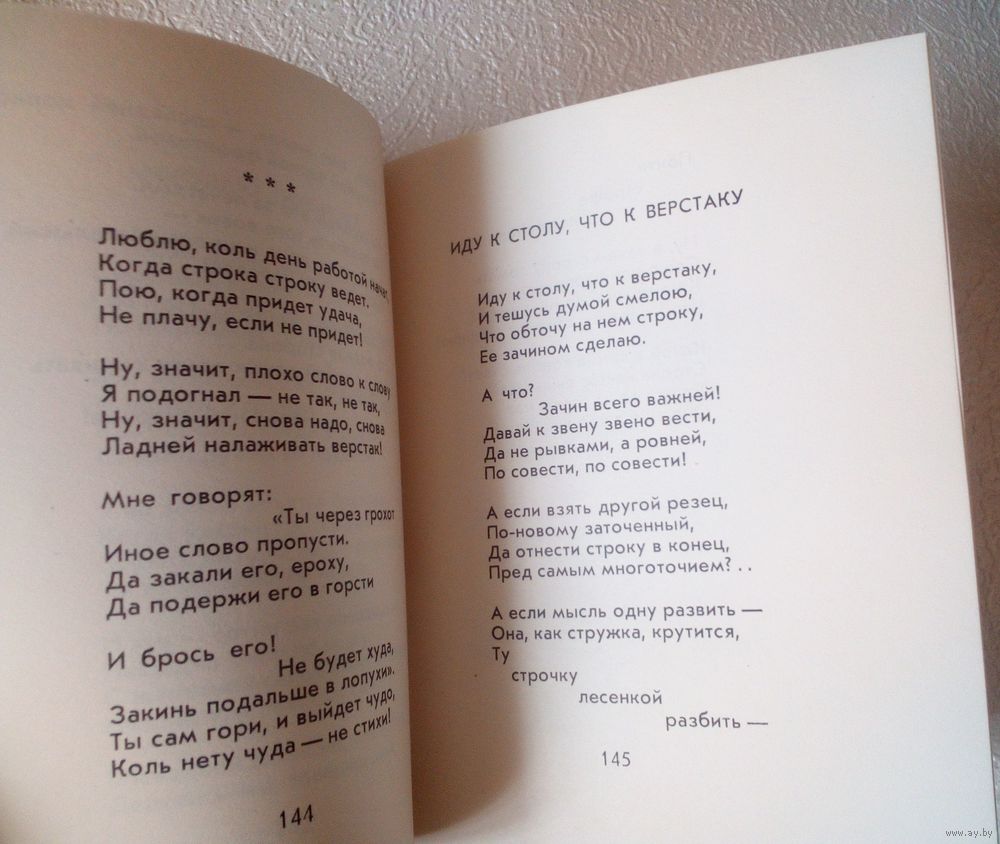 * * *
Люблю, коль день работой начат,
Когда строка строку ведет.
Пою, когда придет удача,
Не плачу, если не придет!
Ну, значит, плохо слово к слову
Я подогнал — не так, не так,
Ну, значит, снова надо, снова
Ладней налаживать верстак!
Мне говорят:
«Ты через грохот
Иное слово пропусти.
Да закали его, ероху,
Да подержи его в горсти
И брось его!
Не будет худа,
Закинь подальше в лопухи».
Ты сам гори, и выйдет чудо,
Коль нету чуда — не стихи!
144
ИДУ К СТОЛУ, ЧТО К ВЕРСТАКУ
Иду к столу, что к верстаку,
И тешусь думой смелою,
Что обточу на нем строку,
Ее зачином сделаю.
А что?
Зачин всего важней!
Давай к звену звено вести,
Да не рывками, а ровней,
По совести, по совести!
А если взять другой резец,
По-новому заточенный,
Да отнести строку в конец,
Пред самым многоточием?..
А если мысль одну развить —
Она, как стружка, крутится,
Ту
строчку
лесенкой
разбить —
145
www.ay.by